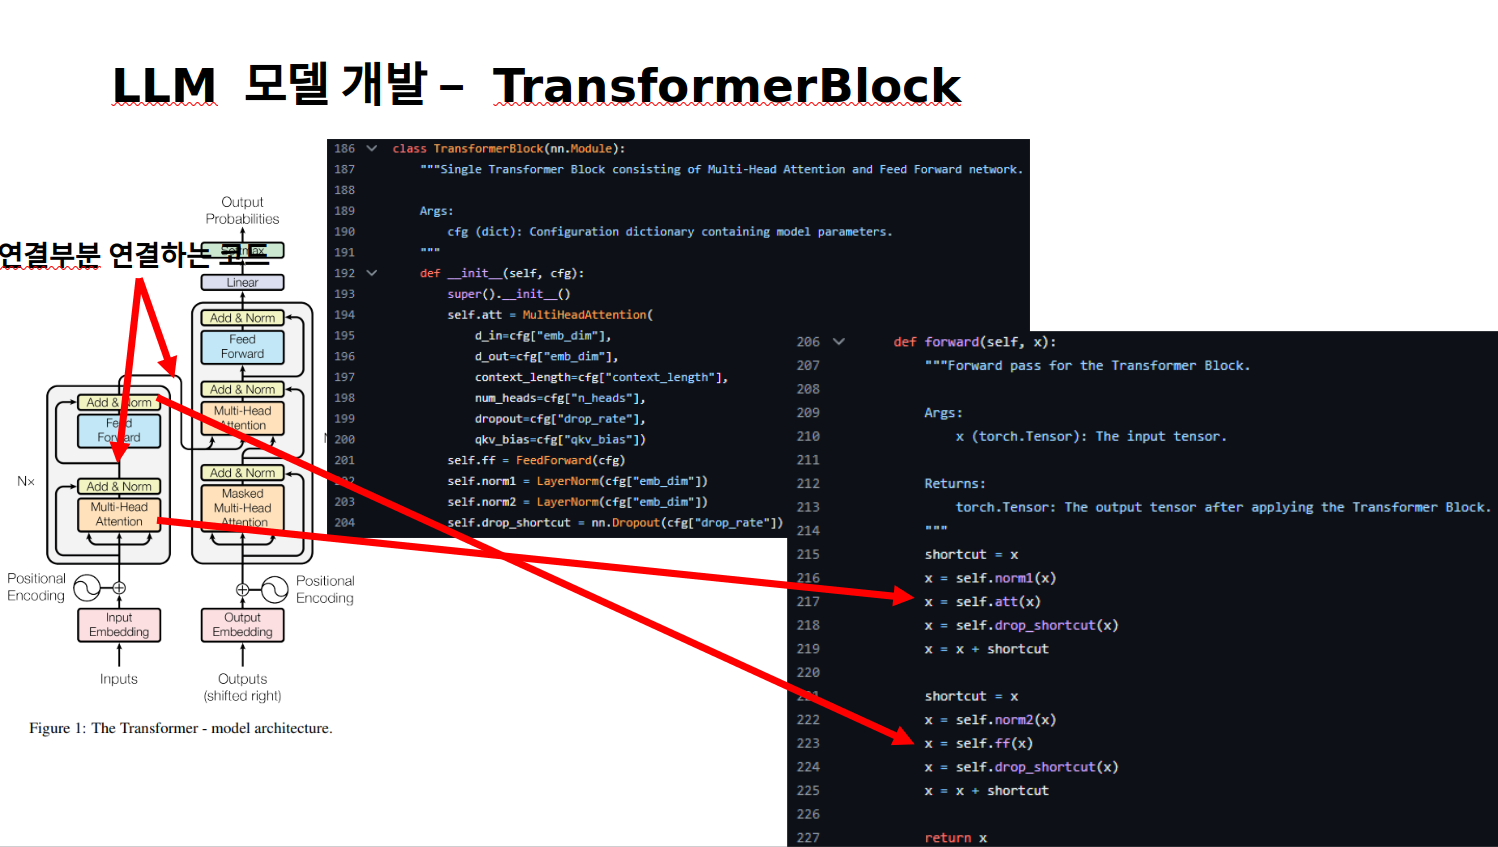 LLM 모델 개발 – TransformerBlock
연결부분 연결하는 코드
Output
Probabilities
Softmax
Linear
Add & Norm
Feed
Forward
Add & Norm
Multi-Head
Attention
Add & Norm
Masked
Multi-Head
Attention
Add & Norm
Feed
Forward
N×
Add & Norm
Multi-Head
Attention
Positional
Encoding
Positional
Encoding
Input
Embedding
Output
Embedding
Inputs
Outputs
(shifted right)
Figure 1: The Transformer - model architecture.
186 class TransformerBlock(nn.Module):
187 """Single Transformer Block consisting of Multi-Head Attention and Feed Forward network.
188
189 Args:
190 cfg (dict): Configuration dictionary containing model parameters.
191 """
192 def __init__(self, cfg):
193 super().__init__()
194 self.att = MultiHeadAttention(
195 d_in=cfg["emb_dim"],
196 d_out=cfg["emb_dim"],
197 context_length=cfg["context_length"],
198 num_heads=cfg["n_heads"],
199 dropout=cfg["drop_rate"],
200 qkv_bias=cfg["qkv_bias"])
201 self.ff = FeedForward(cfg)
202 self.norm1 = LayerNorm(cfg["emb_dim"])
203 self.norm2 = LayerNorm(cfg["emb_dim"])
204 self.drop_shortcut = nn.Dropout(cfg["drop_rate"])
206 def forward(self, x):
207 """Forward pass for the Transformer Block.
208
209 Args:
210 x (torch.Tensor): The input tensor.
211
212 Returns:
213 torch.Tensor: The output tensor after applying the Transformer Block.
214 """
215 shortcut = x
216 x = self.norm1(x)
217 x = self.att(x)
218 x = self.drop_shortcut(x)
219 x = x + shortcut
220
221 shortcut = x
222 x = self.norm2(x)
223 x = self.ff(x)
224 x = self.drop_shortcut(x)
225 x = x + shortcut
226
227 return x